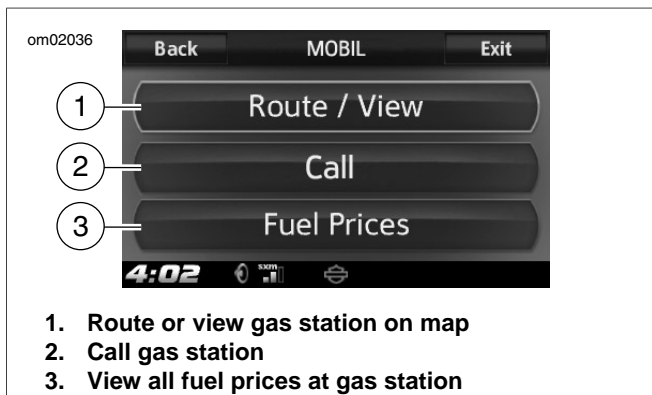 om02036
Back MOBIL Exit
1 Route / View
2 Call
3 Fuel Prices
4:02 sxm
1. Route or view gas station on map
2. Call gas station
3. View all fuel prices at gas station